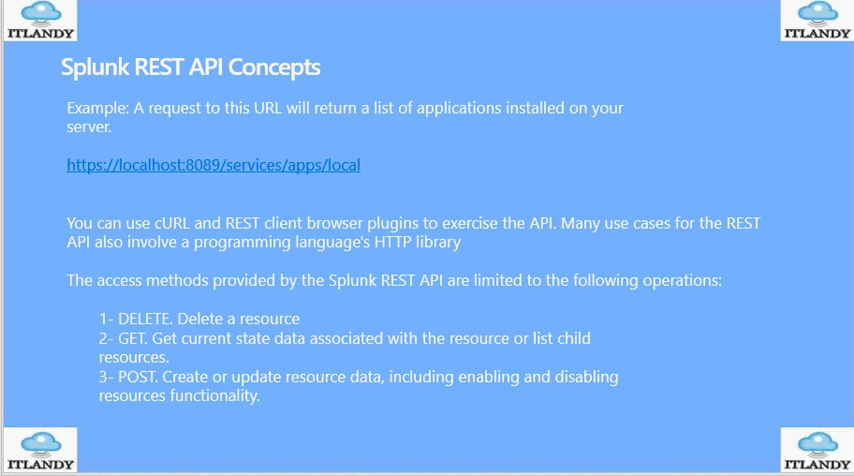 ITLANDY
ITLANDY
Splunk REST API Concepts
Example: A request to this URL will return a list of applications installed on your
server.
https://localhost:8089/services/apps/local
You can use cURL and REST client browser plugins to exercise the API. Many use cases for the REST
API also involve a programming language's HTTP library
The access methods provided by the Splunk REST API are limited to the following operations:
1- DELETE. Delete a resource
2- GET. Get current state data associated with the resource or list child
resources.
3- POST. Create or update resource data, including enabling and disabling
resources functionality.
ITLANDY
ITLANDY